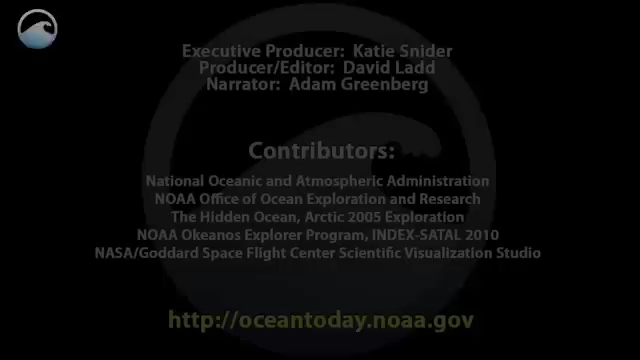 Executive Producer: Katie Snider
Producer/Editor: David Ladd
Narrator: Adam Greenberg
Contributors:
National Oceanic and Atmospheric Administration
NOAA Office of Ocean Exploration and Research
The Hidden Ocean, Arctic 2005 Exploration
NOAA Okeanos Explorer Program, INDEX-SATAL 2010
NASA/Goddard Space Flight Center Scientific Visualization Studio
http://oceantoday.noaa.gov